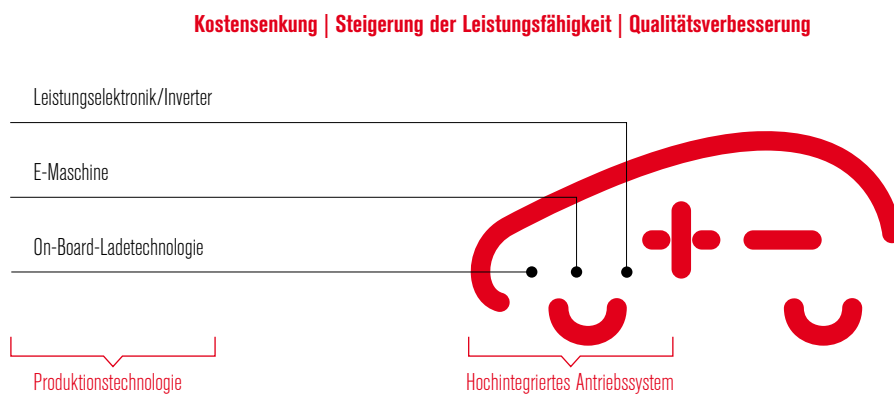 Kostensenkung | Steigerung der Leistungsfähigkeit | Qualitätsverbesserung
Leistungselektronik/Inverter
E-Maschine
On-Board-Ladetechnologie
Produktionstechnologie
Hochintegriertes Antriebssystem